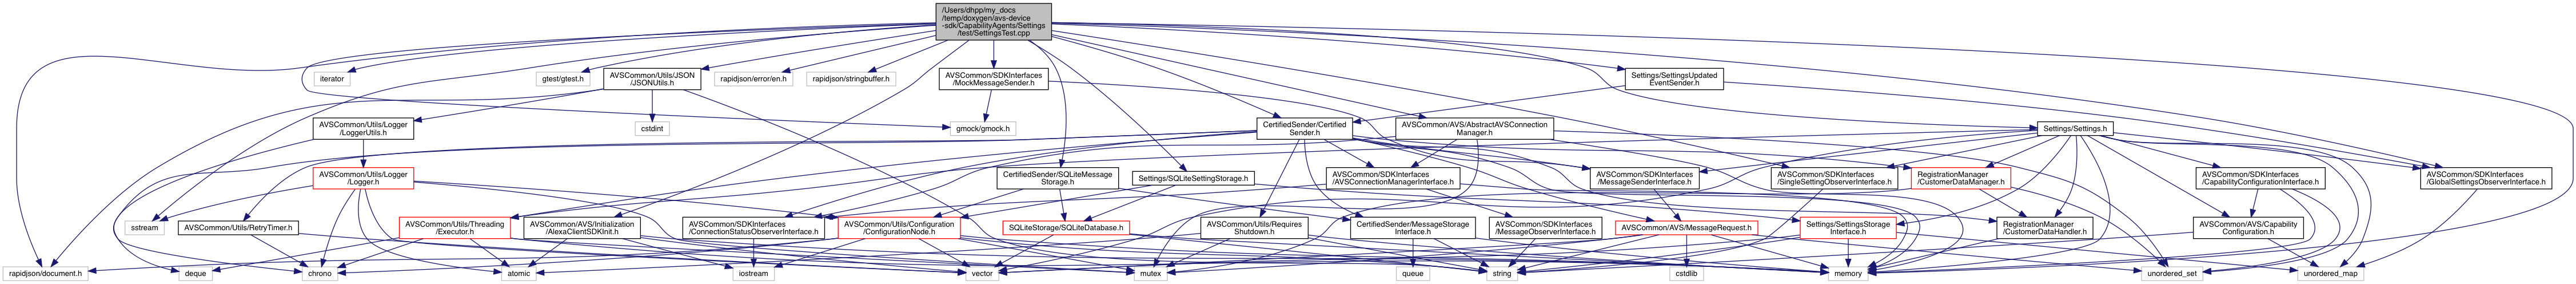 /Users/dhpp/my_docs
/temp/doxygen/avs-device
-sdk/CapabilityAgents/Settings
/test/SettingsTest.cpp
iterator
gtest/gtest.h
AVSCommon/Utils/JSON
/JSONUtils.h
rapidjson/error/en.h
rapidjson/stringbuffer.h
AVSCommon/SDKInterfaces
/MockMessageSender.h
Settings/SettingsUpdated
EventSender.h
AVSCommon/Utils/Logger
/LoggerUtils.h
cstdint
gmock/gmock.h
CertifiedSender/Certified
Sender.h
AVSCommon/AVS/AbstractAVSConnection
Manager.h
Settings/Settings.h
AVSCommon/Utils/Logger
/Logger.h
CertifiedSender/SQLiteMessage
Storage.h
Settings/SQLiteSettingStorage.h
AVSCommon/SDKInterfaces
/AVSConnectionManagerInterface.h
AVSCommon/SDKInterfaces
/MessageSenderInterface.h
AVSCommon/SDKInterfaces
/SingleSettingObserverInterface.h
RegistrationManager
/CustomerDataManager.h
AVSCommon/SDKInterfaces
/CapabilityConfigurationInterface.h
AVSCommon/SDKInterfaces
/GlobalSettingsObserverInterface.h
sstream
AVSCommon/Utils/RetryTimer.h
AVSCommon/Utils/Threading
/Executor.h
AVSCommon/AVS/Initialization
/AlexaClientSDKInit.h
AVSCommon/SDKInterfaces
/ConnectionStatusObserverInterface.h
AVSCommon/Utils/Configuration
/ConfigurationNode.h
SQLiteStorage/SQLiteDatabase.h
AVSCommon/Utils/Requires
Shutdown.h
CertifiedSender/MessageStorage
Interface.h
AVSCommon/SDKInterfaces
/MessageObserverInterface.h
AVSCommon/AVS/MessageRequest.h
Settings/SettingsStorage
Interface.h
RegistrationManager
/CustomerDataHandler.h
AVSCommon/AVS/Capability
Configuration.h
rapidjson/document.h
deque
chrono
atomic
iostream
vector
mutex
queue
string
cstdlib
memory
unordered_set
unordered_map